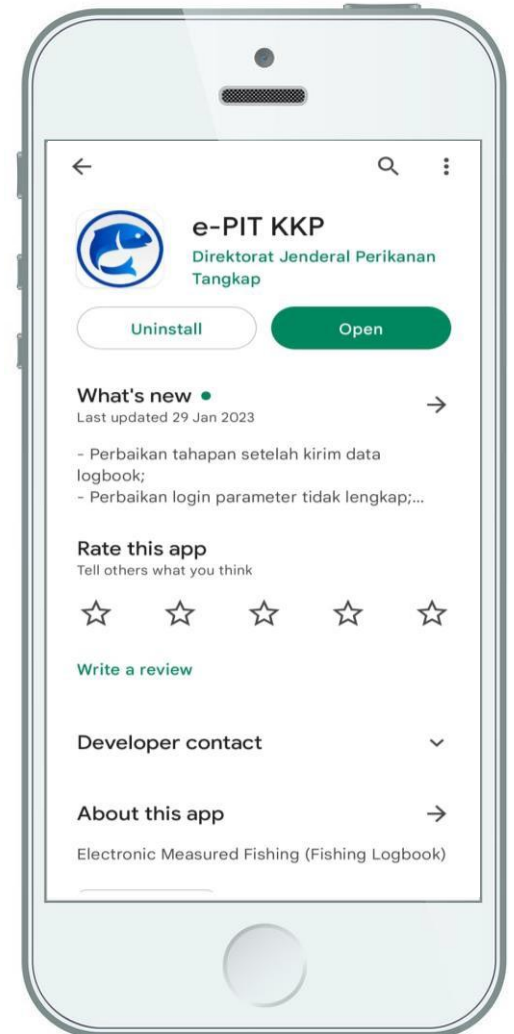 e-PIT KKP
Direktorat Jenderal Perikanan
Tangkap
Uninstall
Open
What's new
Last updated 29 Jan 2023
- Perbaikan tahapan setelah kirim data
logbook;
- Perbaikan login parameter tidak lengkap;...
Rate this app
Tell others what you think
Write a review
Developer contact
About this app
Electronic Measured Fishing (Fishing Logbook)